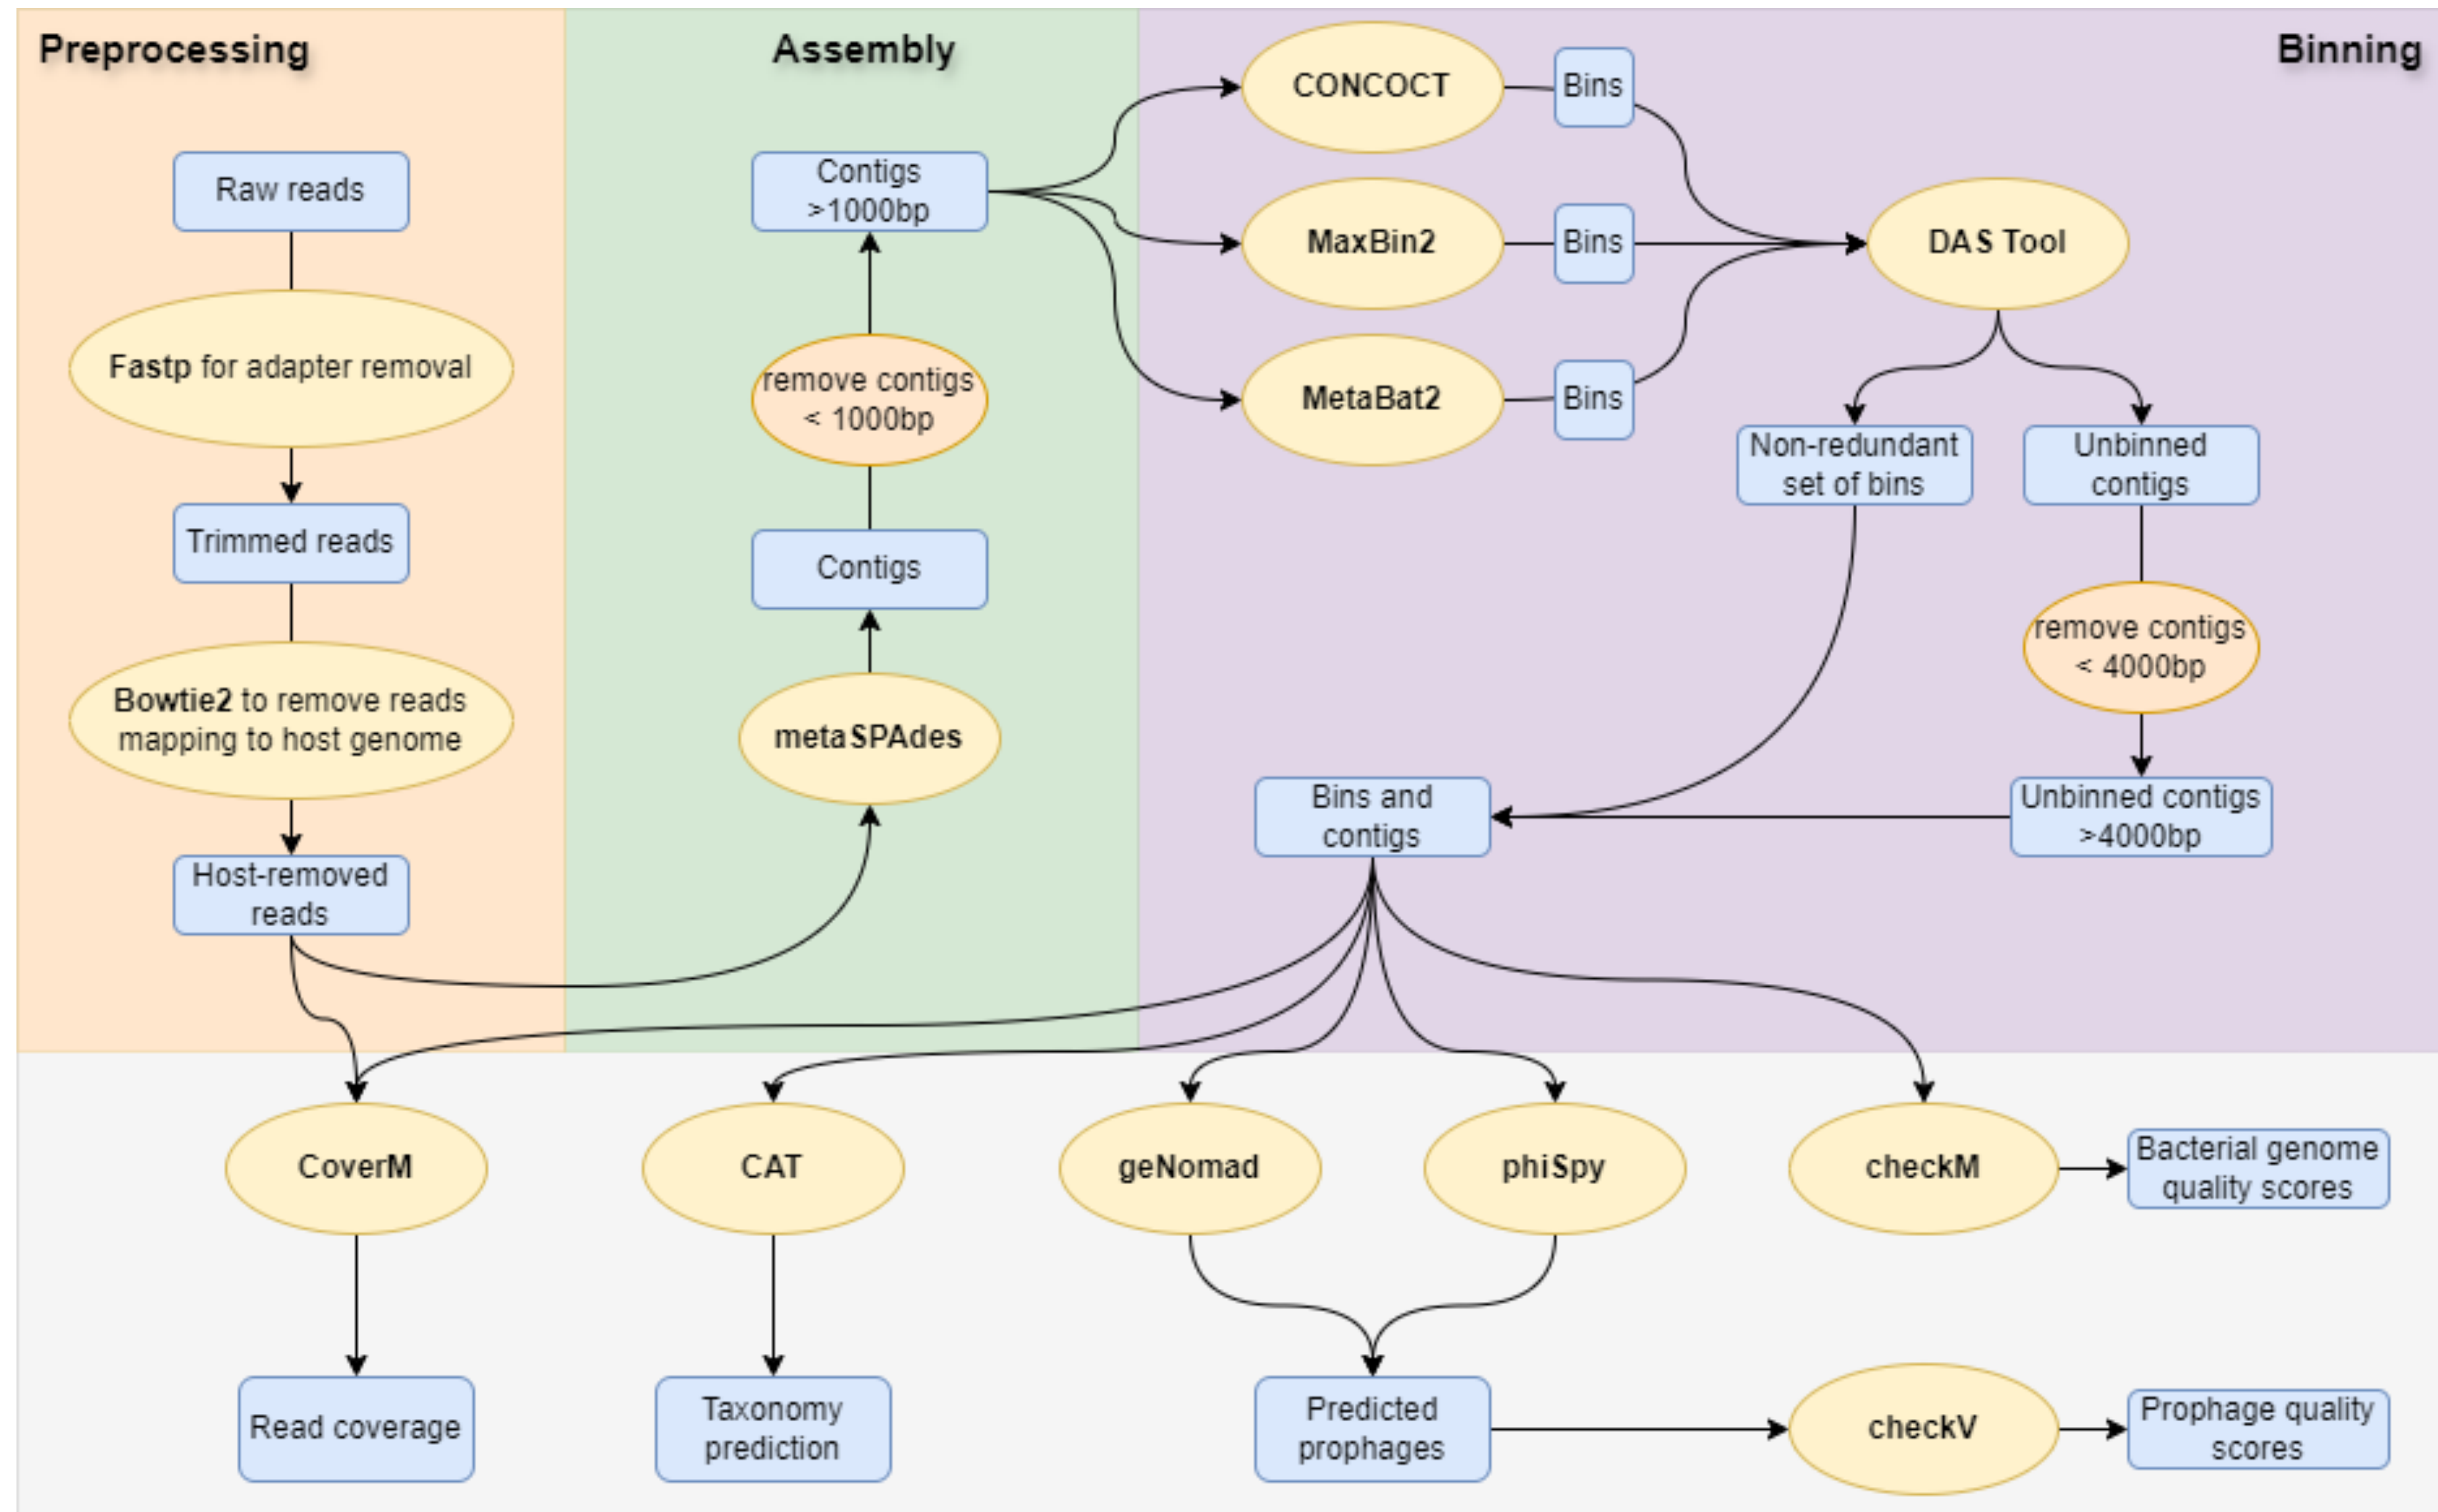 Preprocessing
Raw reads
Fastp for adapter removal
Trimmed reads
Bowtie2 to remove reads
mapping to host genome
Host-removed
reads
Assembly
Contigs
>1000bp
remove contigs
< 1000bp
Contigs
metaSPAdes
Binning
CONCOCT
Bins
MaxBin2
Bins
MetaBat2
Bins
DAS Tool
Non-redundant
set of bins
Unbinned
contigs
remove contigs
< 4000bp
Unbinned contigs
>4000bp
Bins and
contigs
CoverM
CAT
geNomad
phiSpy
checkM
Bacterial genome
quality scores
Read coverage
Taxonomy
prediction
Predicted
prophages
checkV
Prophage quality
scores